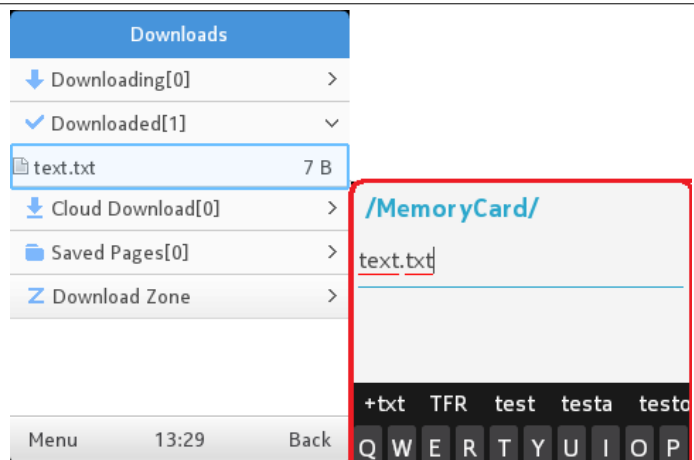 Downloads
Downloading[0]
Downloaded[1]
text.txt 7 B
Cloud Download[0]
Saved Pages[0]
Download Zone
Menu 13:29 Back
/MemoryCard/
text.txt
+txt TFR test testa testo
Q W E R T Y U I O P